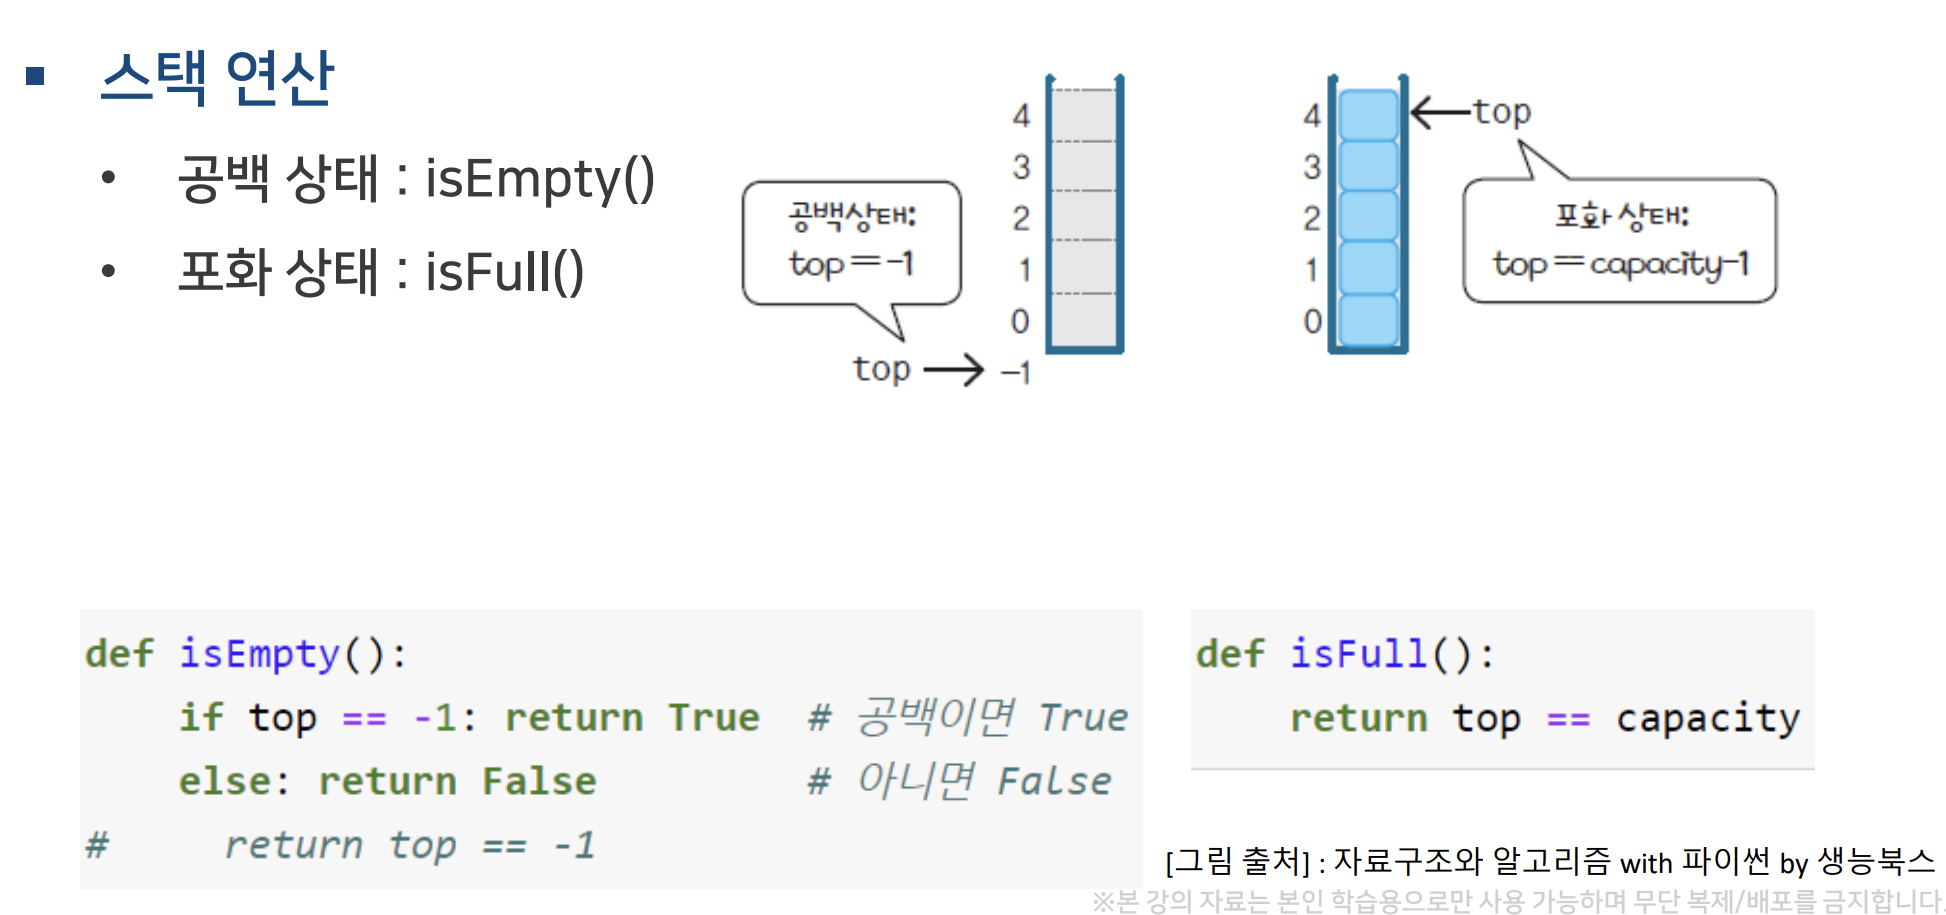 스택 연산
공백 상태 : isEmpty()
포화 상태 : isFull()
4
3
2
1
0
-1
공백상태:
top==-1
top
4
3
2
1
0
top
포화 상태:
top==capacity-1
def isEmpty():
if top == -1: return True # 공백이면 True
else: return False # 아니면 False
# return top == -1
def isFull():
return top == capacity
[그림 출처] : 자료구조와 알고리즘 with 파이썬 by 생능북스
※본 강의 자료는 본인 학습용으로만 사용 가능하며 무단 복제/배포를 금지합니다.